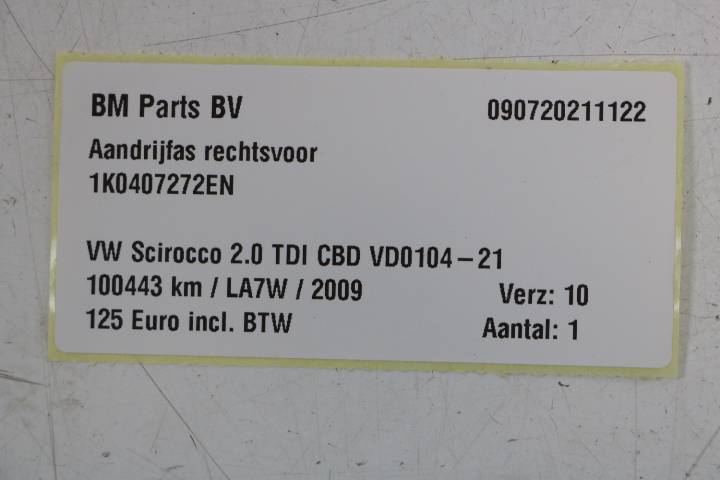 BM Parts BV 090720211122
Aandrijfas rechtsvoor
1K0407272EN
VW Scirocco 2.0 TDI CBD VD0104-21
100443 km / LA7W / 2009 Verz: 10
125 Euro incl. BTW Aantal: 1